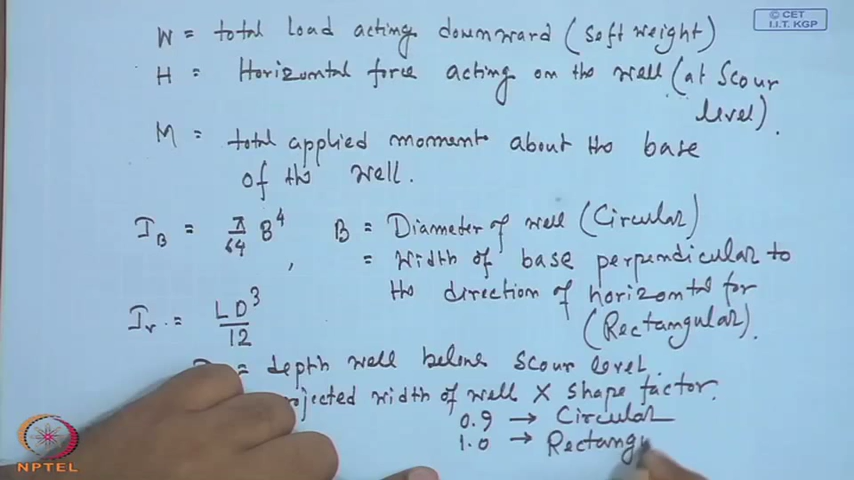 © CET
I.I.T. KGP
W = total load acting downward (Self weight)
H = Horizontal force acting on the well (at Scour
level).
M = total applied moment about the base
of the well.
I_B = π/64 B^4 , B = Diameter of well (Circular)
= Width of base perpendicular to
the direction of horizontal for
(Rectangular).
I_v = LD^3/12
= depth well below scour level.
ojected width of well X shape factor.
0.9 → Circular
1.0 → Rectang
NPTEL